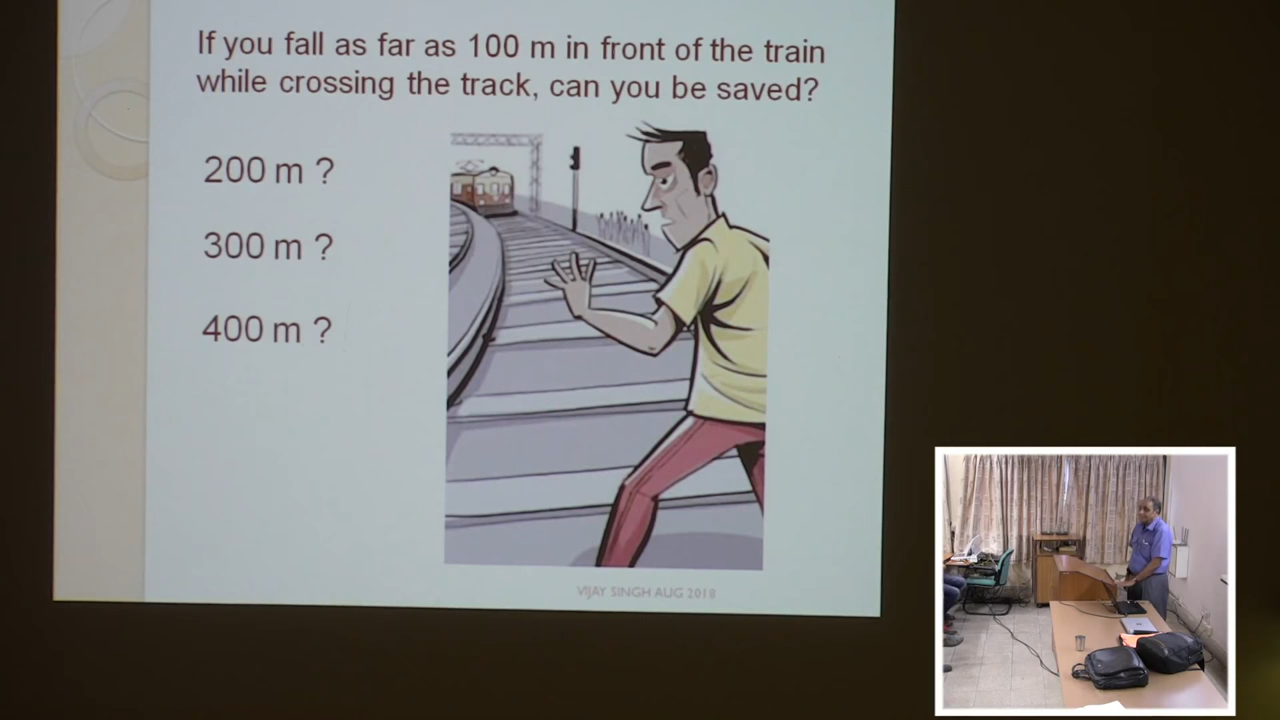 If you fall as far as 100 m in front of the train
while crossing the track, can you be saved?
200 m ?
300 m ?
400 m ?
VIJAY SINGH AUG 2018